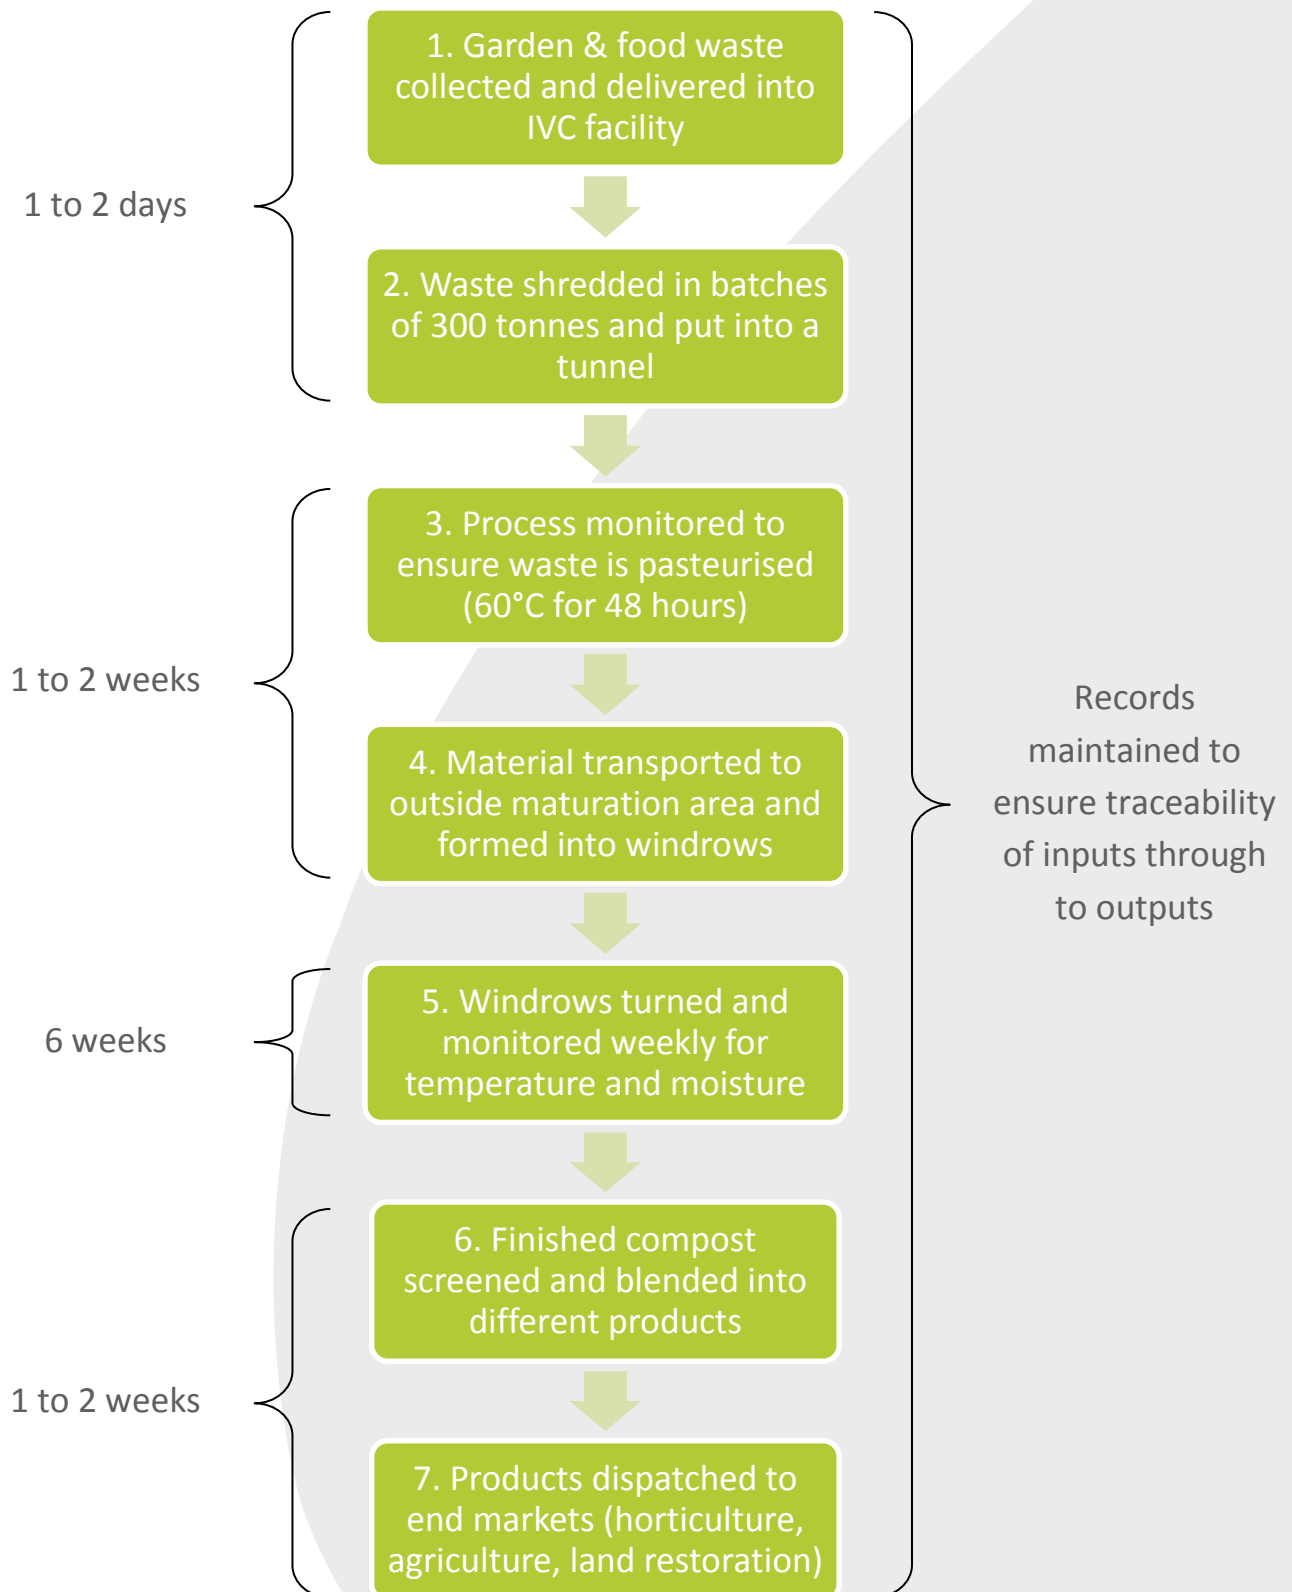 1. Garden & food waste
collected and delivered into
IVC facility
1 to 2 days
2. Waste shredded in batches
of 300 tonnes and put into a
tunnel
3. Process monitored to
ensure waste is pasteurised
(60°C for 48 hours)
1 to 2 weeks
4. Material transported to
outside maturation area and
formed into windrows
Records
maintained to
ensure traceability
of inputs through
to outputs
5. Windrows turned and
monitored weekly for
temperature and moisture
6 weeks
6. Finished compost
screened and blended into
different products
1 to 2 weeks
7. Products dispatched to
end markets (horticulture,
agriculture, land restoration)